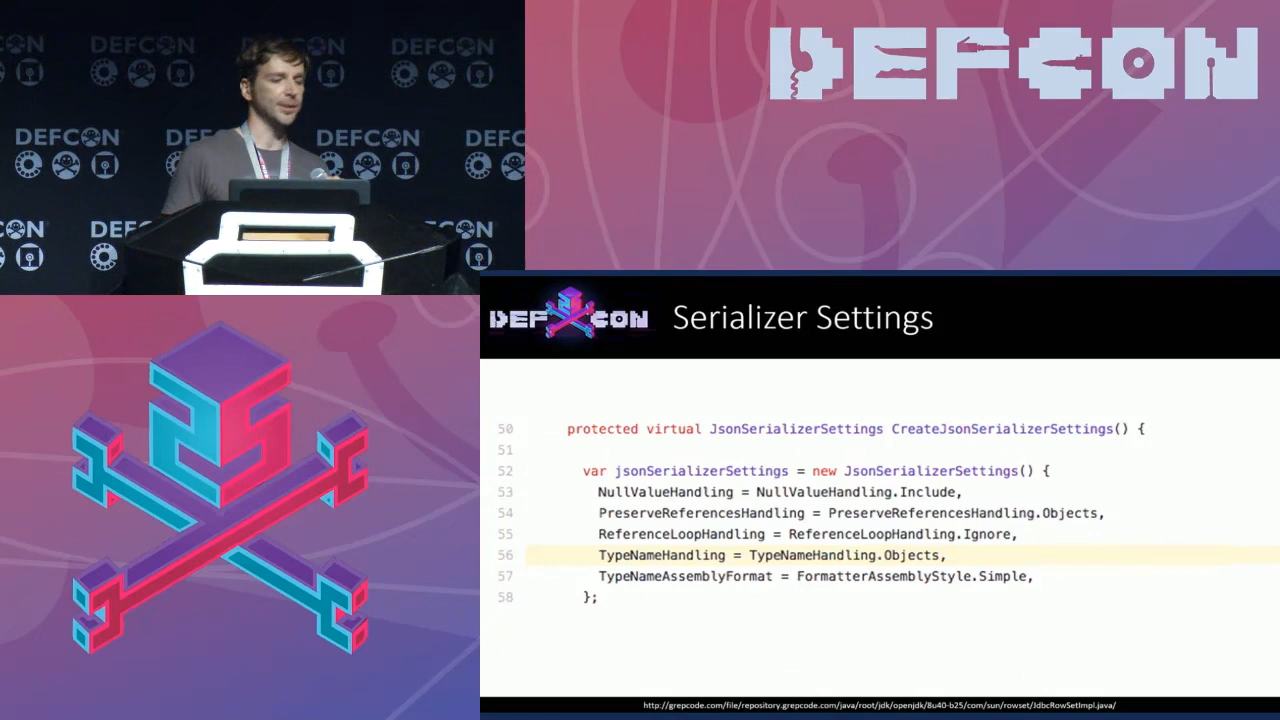 DEFCON
DEFCON
DEFCON
DEFCON
DEFCON
DEFCON
DEFCON
DEF CON
Serializer Settings
50 protected virtual JsonSerializerSettings CreateJsonSerializerSettings() {
51
52 var jsonSerializerSettings = new JsonSerializerSettings() {
53 NullValueHandling = NullValueHandling.Include,
54 PreserveReferencesHandling = PreserveReferencesHandling.Objects,
55 ReferenceLoopHandling = ReferenceLoopHandling.Ignore,
56 TypeNameHandling = TypeNameHandling.Objects,
57 TypeNameAssemblyFormat = FormatterAssemblyStyle.Simple,
58 };
http://grepcode.com/file/repository.grepcode.com/java/root/jdk/openjdk/8u40-b25/com/sun/rowset/JdbcRowSetImpl.java/